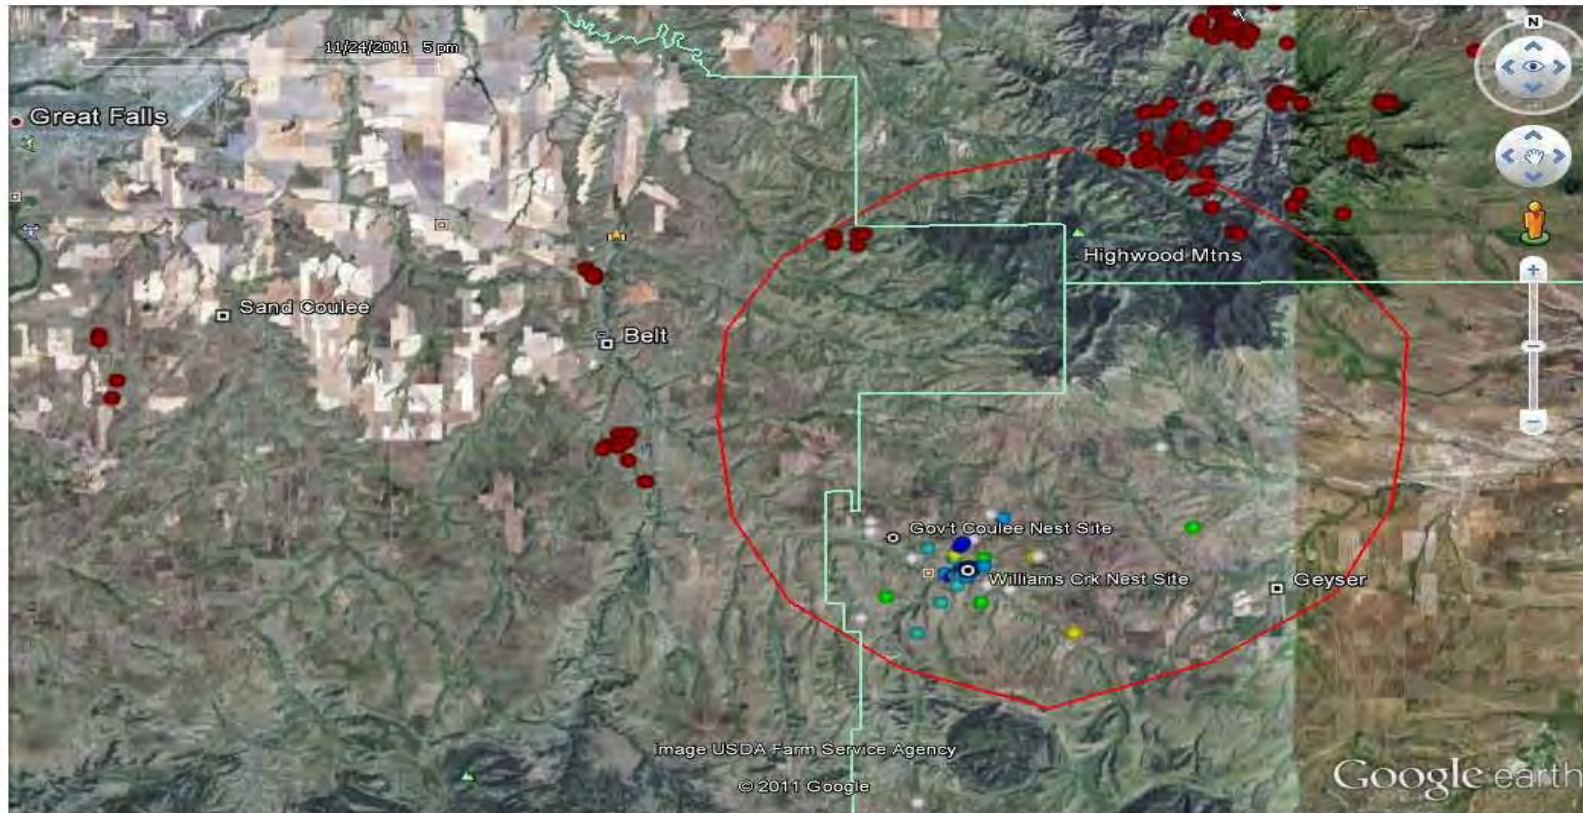 11/24/2011 5 pm
N
Great Falls
Highwood Mtns
Sand Coulee
Belt
Gov't Coulee Nest Site
Williams Crk Nest Site
Geyser
Image USDA Farm Service Agency
© 2011 Google
Google earth